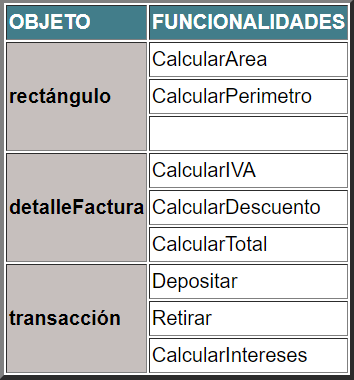 OBJETO FUNCIONALIDADES
rectángulo
CalcularArea
CalcularPerimetro
detalleFactura
CalcularIVA
CalcularDescuento
CalcularTotal
transacción
Depositar
Retirar
CalcularIntereses